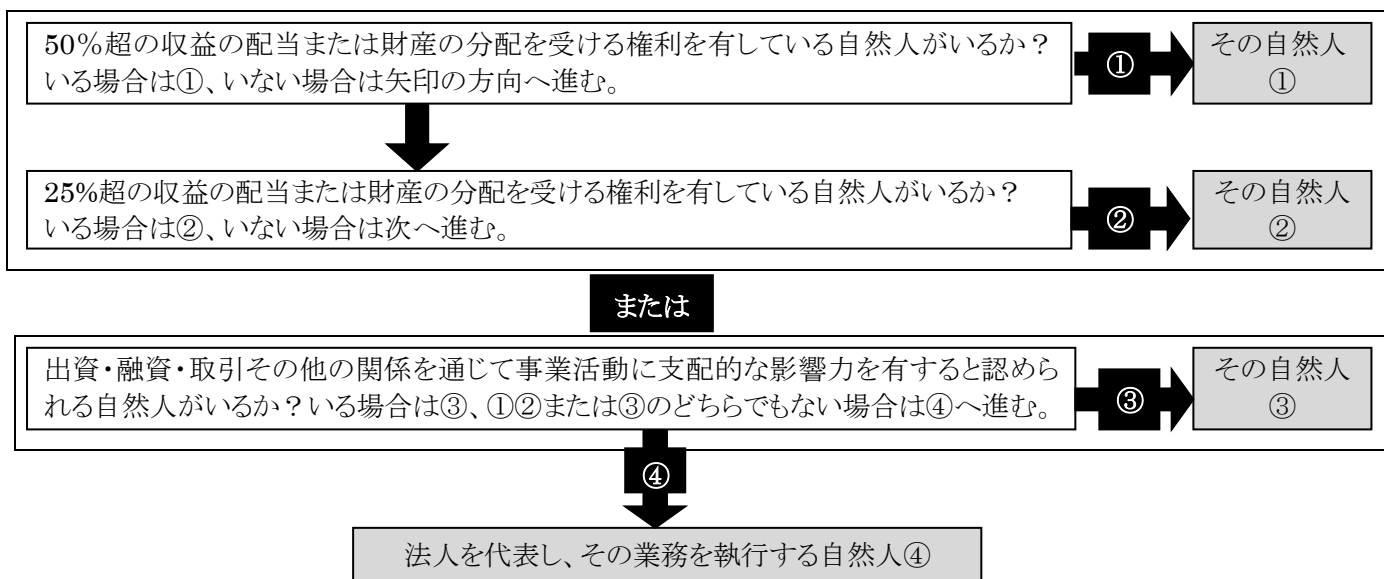 50%超の収益の配当または財産の分配を受ける権利を有している自然人がいるか?
いる場合は①、いない場合は矢印の方向へ進む。
①
その自然人
①
25%超の収益の配当または財産の分配を受ける権利を有している自然人がいるか?
いる場合は②、いない場合は次へ進む。
②
その自然人
②
または
出資・融資・取引その他の関係を通じて事業活動に支配的な影響力を有すると認めら
れる自然人がいるか?いる場合は③、①②または③のどちらでもない場合は④へ進む。
③
その自然人
③
④
法人を代表し、その業務を執行する自然人④